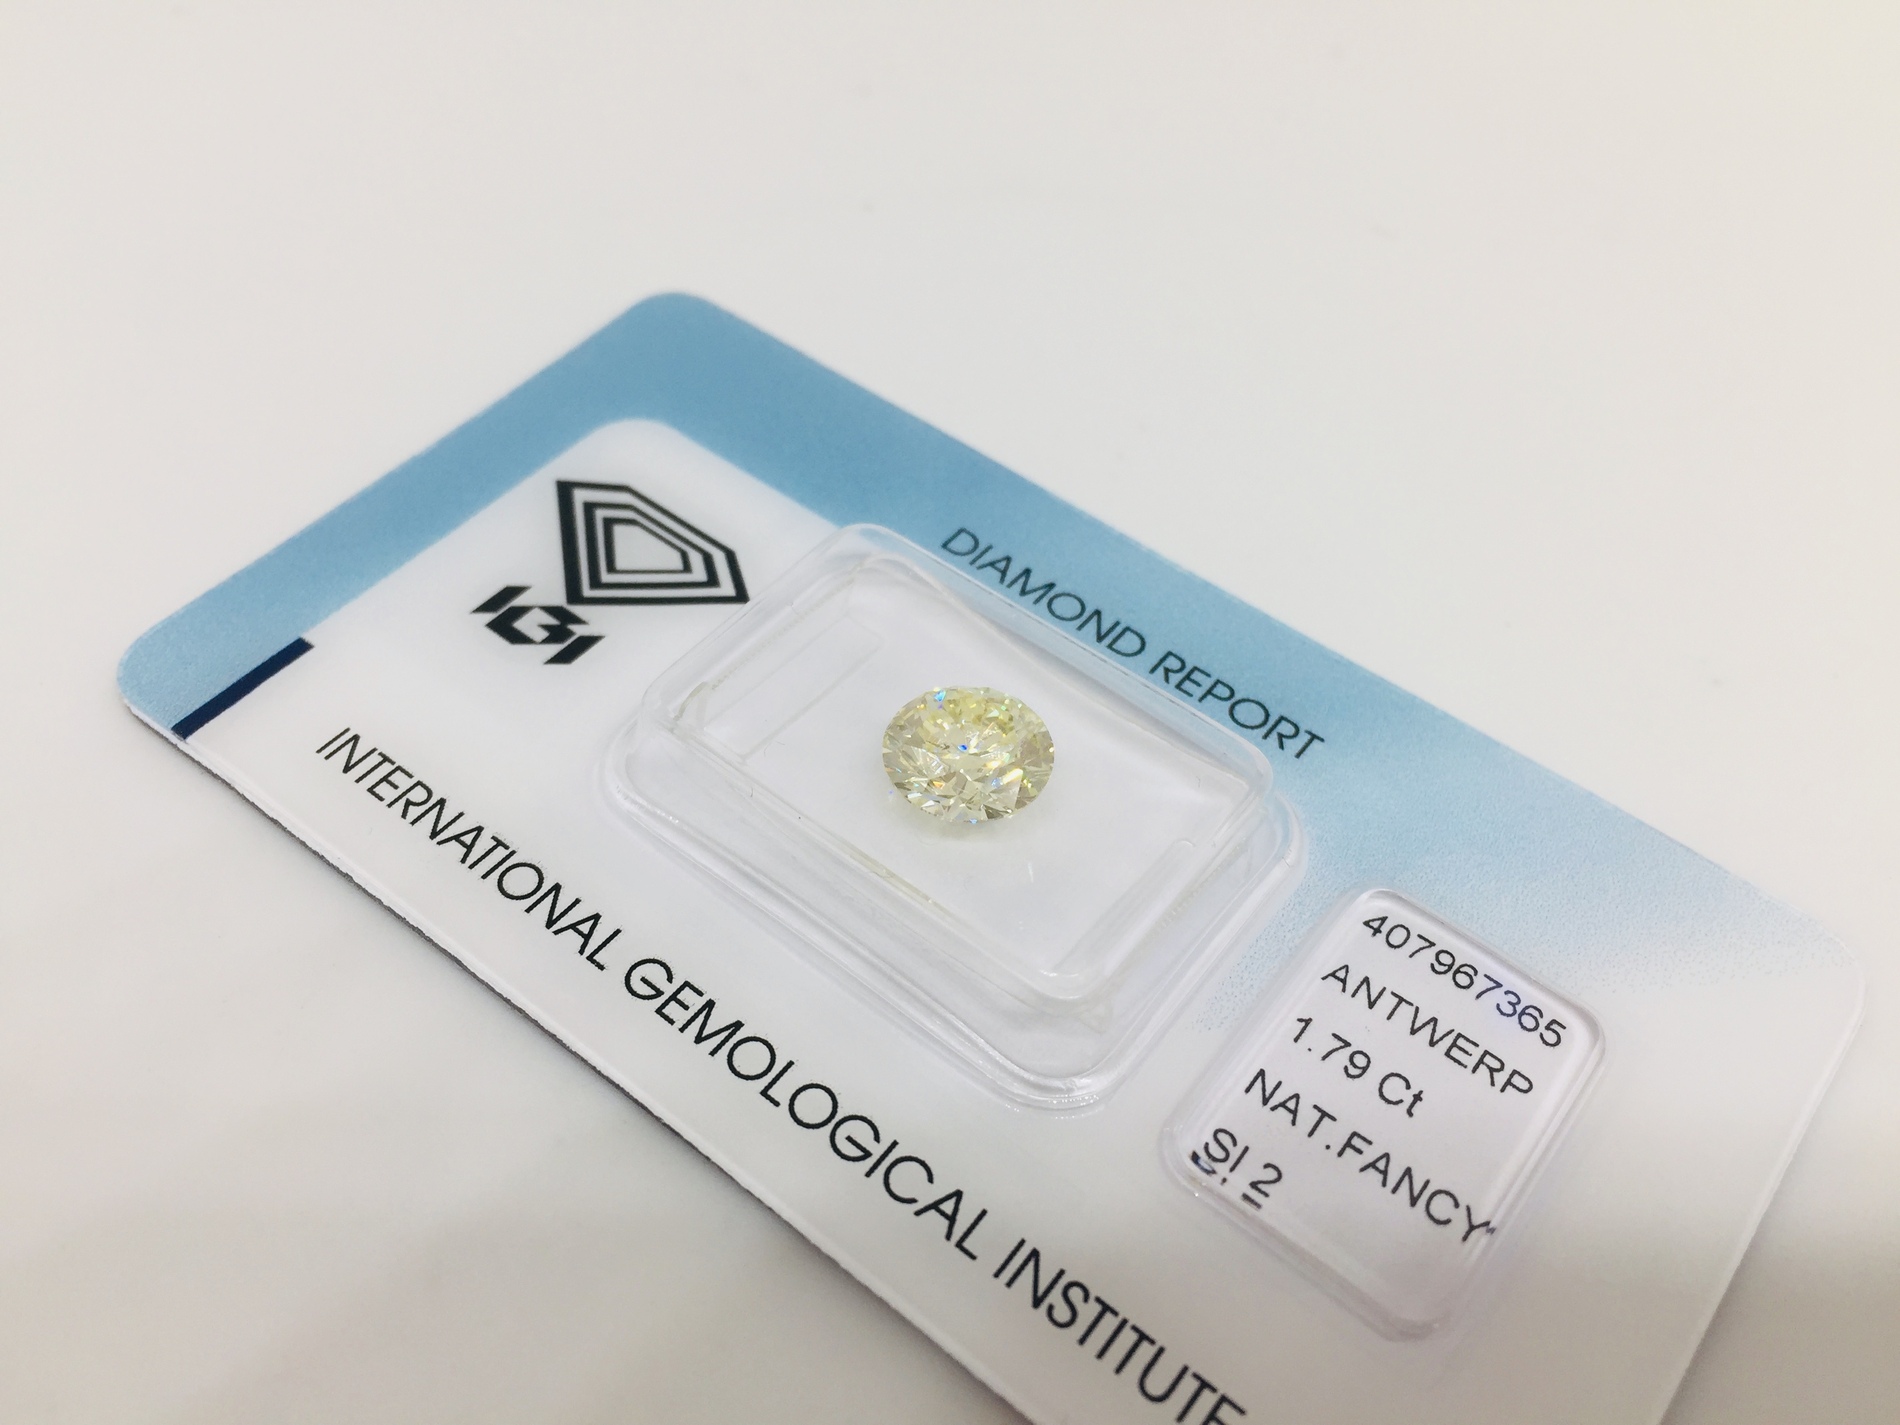 IGI
DIAMOND REPORT
INTERNATIONAL GEMOLOGICAL INSTITUTE
407967365
ANTWERP
1.79 Ct
NAT.FANCY*
SI 2